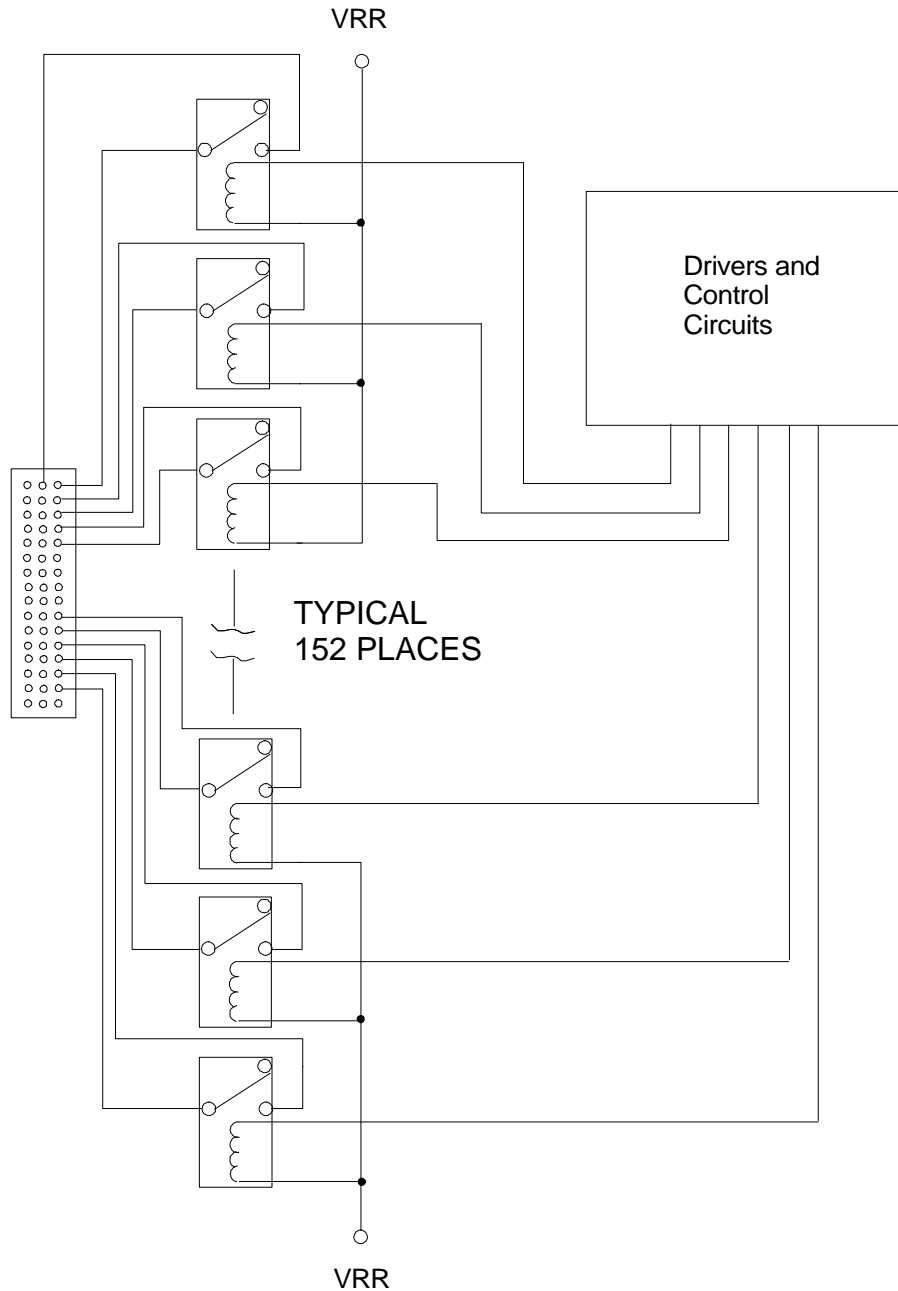 VRR
Drivers and
Control
Circuits
TYPICAL
152 PLACES
VRR